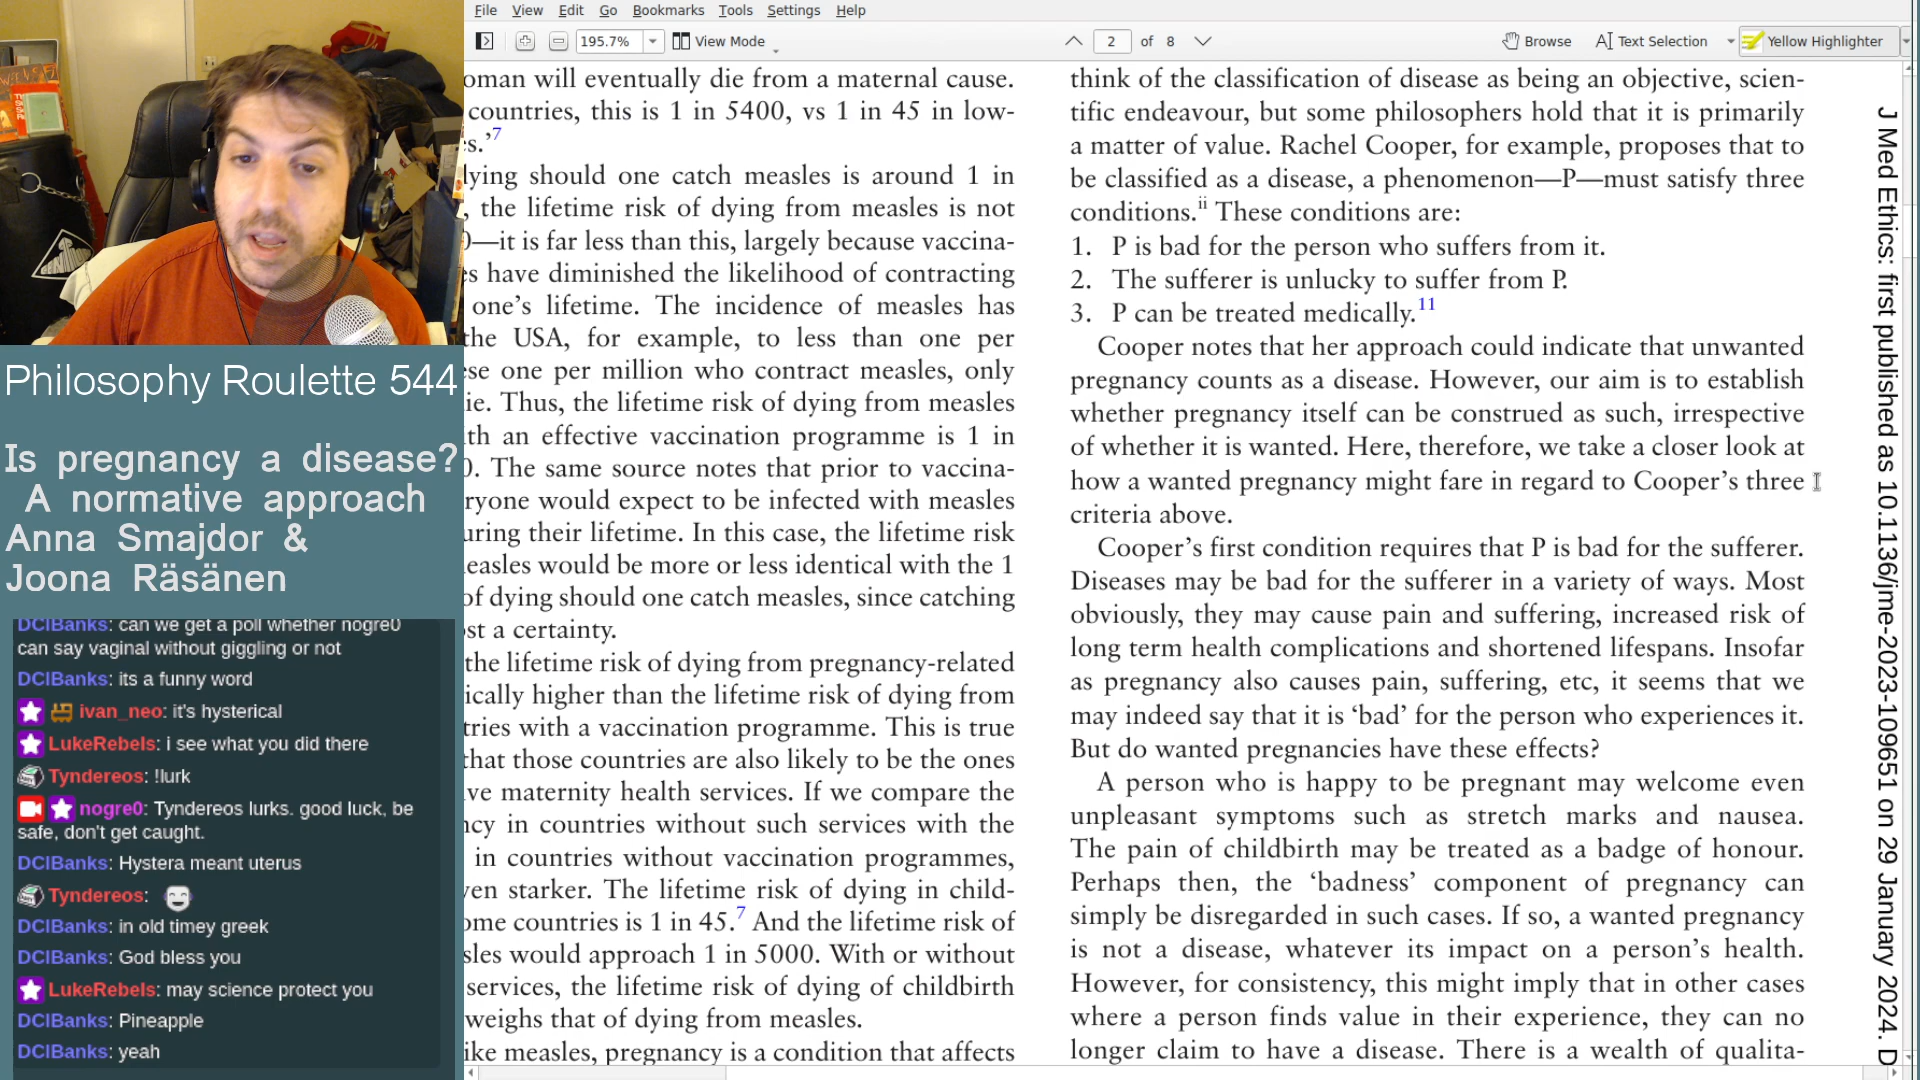 File View Edit Go Bookmarks Tools Settings Help
195.7% View Mode 2 of 8 Browse Text Selection Yellow Highlighter
Philosophy Roulette 544
Is pregnancy a disease?
A normative approach
Anna Smajdor &
Joona Räsänen
DCIBanks: can we get a poll whether nogre0
can say vaginal without giggling or not
DCIBanks: its a funny word
ivan_neo: it's hysterical
LukeRebels: i see what you did there
Tyndereos: !lurk
nogre0: Tyndereos lurks. good luck, be
safe, don't get caught.
DCIBanks: Hystera meant uterus
Tyndereos:
DCIBanks: in old timey greek
DCIBanks: God bless you
LukeRebels: may science protect you
DCIBanks: Pineapple
DCIBanks: yeah
oman will eventually die from a maternal cause.
countries, this is 1 in 5400, vs 1 in 45 in low-
es.’7
lying should one catch measles is around 1 in
, the lifetime risk of dying from measles is not
0—it is far less than this, largely because vaccina-
es have diminished the likelihood of contracting
one’s lifetime. The incidence of measles has
the USA, for example, to less than one per
se one per million who contract measles, only
ie. Thus, the lifetime risk of dying from measles
th an effective vaccination programme is 1 in
0. The same source notes that prior to vaccina-
ryone would expect to be infected with measles
uring their lifetime. In this case, the lifetime risk
easles would be more or less identical with the 1
of dying should one catch measles, since catching
st a certainty.
the lifetime risk of dying from pregnancy-related
ically higher than the lifetime risk of dying from
tries with a vaccination programme. This is true
that those countries are also likely to be the ones
ve maternity health services. If we compare the
ncy in countries without such services with the
in countries without vaccination programmes,
ven starker. The lifetime risk of dying in child-
ome countries is 1 in 45.7 And the lifetime risk of
sles would approach 1 in 5000. With or without
services, the lifetime risk of dying of childbirth
weighs that of dying from measles.
ike measles, pregnancy is a condition that affects
think of the classification of disease as being an objective, scien-
tific endeavour, but some philosophers hold that it is primarily
a matter of value. Rachel Cooper, for example, proposes that to
be classified as a disease, a phenomenon—P—must satisfy three
conditions.ii These conditions are:
1. P is bad for the person who suffers from it.
2. The sufferer is unlucky to suffer from P.
3. P can be treated medically.11
Cooper notes that her approach could indicate that unwanted
pregnancy counts as a disease. However, our aim is to establish
whether pregnancy itself can be construed as such, irrespective
of whether it is wanted. Here, therefore, we take a closer look at
how a wanted pregnancy might fare in regard to Cooper’s three
criteria above.
Cooper’s first condition requires that P is bad for the sufferer.
Diseases may be bad for the sufferer in a variety of ways. Most
obviously, they may cause pain and suffering, increased risk of
long term health complications and shortened lifespans. Insofar
as pregnancy also causes pain, suffering, etc, it seems that we
may indeed say that it is ‘bad’ for the person who experiences it.
But do wanted pregnancies have these effects?
A person who is happy to be pregnant may welcome even
unpleasant symptoms such as stretch marks and nausea.
The pain of childbirth may be treated as a badge of honour.
Perhaps then, the ‘badness’ component of pregnancy can
simply be disregarded in such cases. If so, a wanted pregnancy
is not a disease, whatever its impact on a person’s health.
However, for consistency, this might imply that in other cases
where a person finds value in their experience, they can no
longer claim to have a disease. There is a wealth of qualita-
J Med Ethics: first published as 10.1136/jme-2023-109651 on 29 January 2024. D